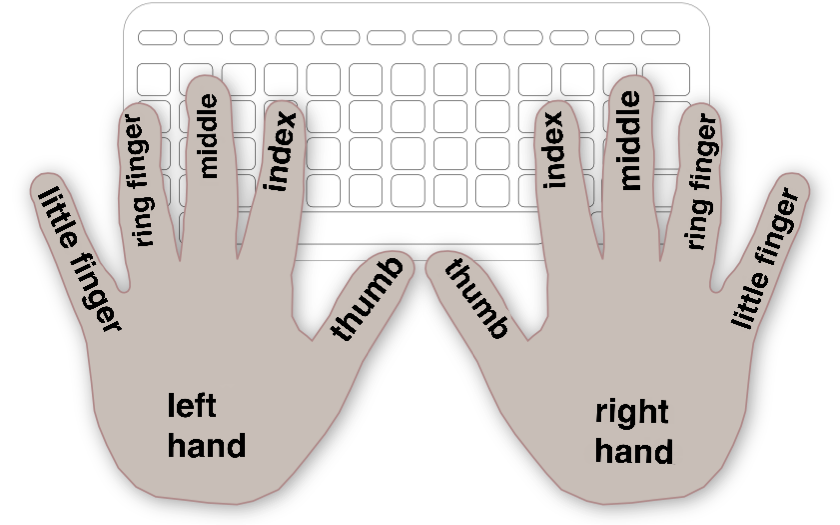 little finger
ring finger
middle
index
thumb
left
hand
thumb
index
middle
ring finger
little finger
right
hand